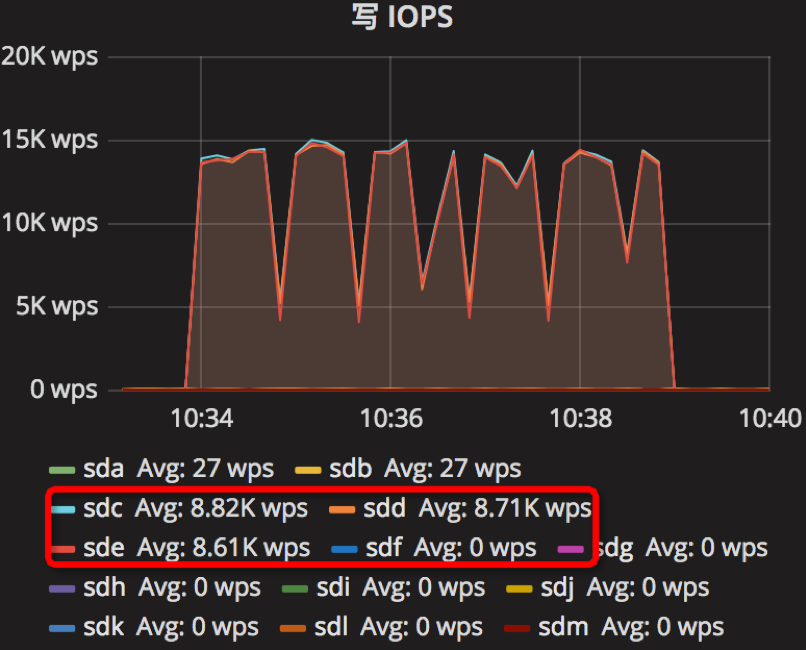 写 IOPS
20K wps
15K wps
10K wps
5K wps
0 wps
10:34 10:36 10:38 10:40
sda Avg: 27 wps sdb Avg: 27 wps
sdc Avg: 8.82K wps sdd Avg: 8.71K wps
sde Avg: 8.61K wps sdf Avg: 0 wps sdg Avg: 0 wps
sdh Avg: 0 wps sdi Avg: 0 wps sdj Avg: 0 wps
sdk Avg: 0 wps sdl Avg: 0 wps sdm Avg: 0 wps